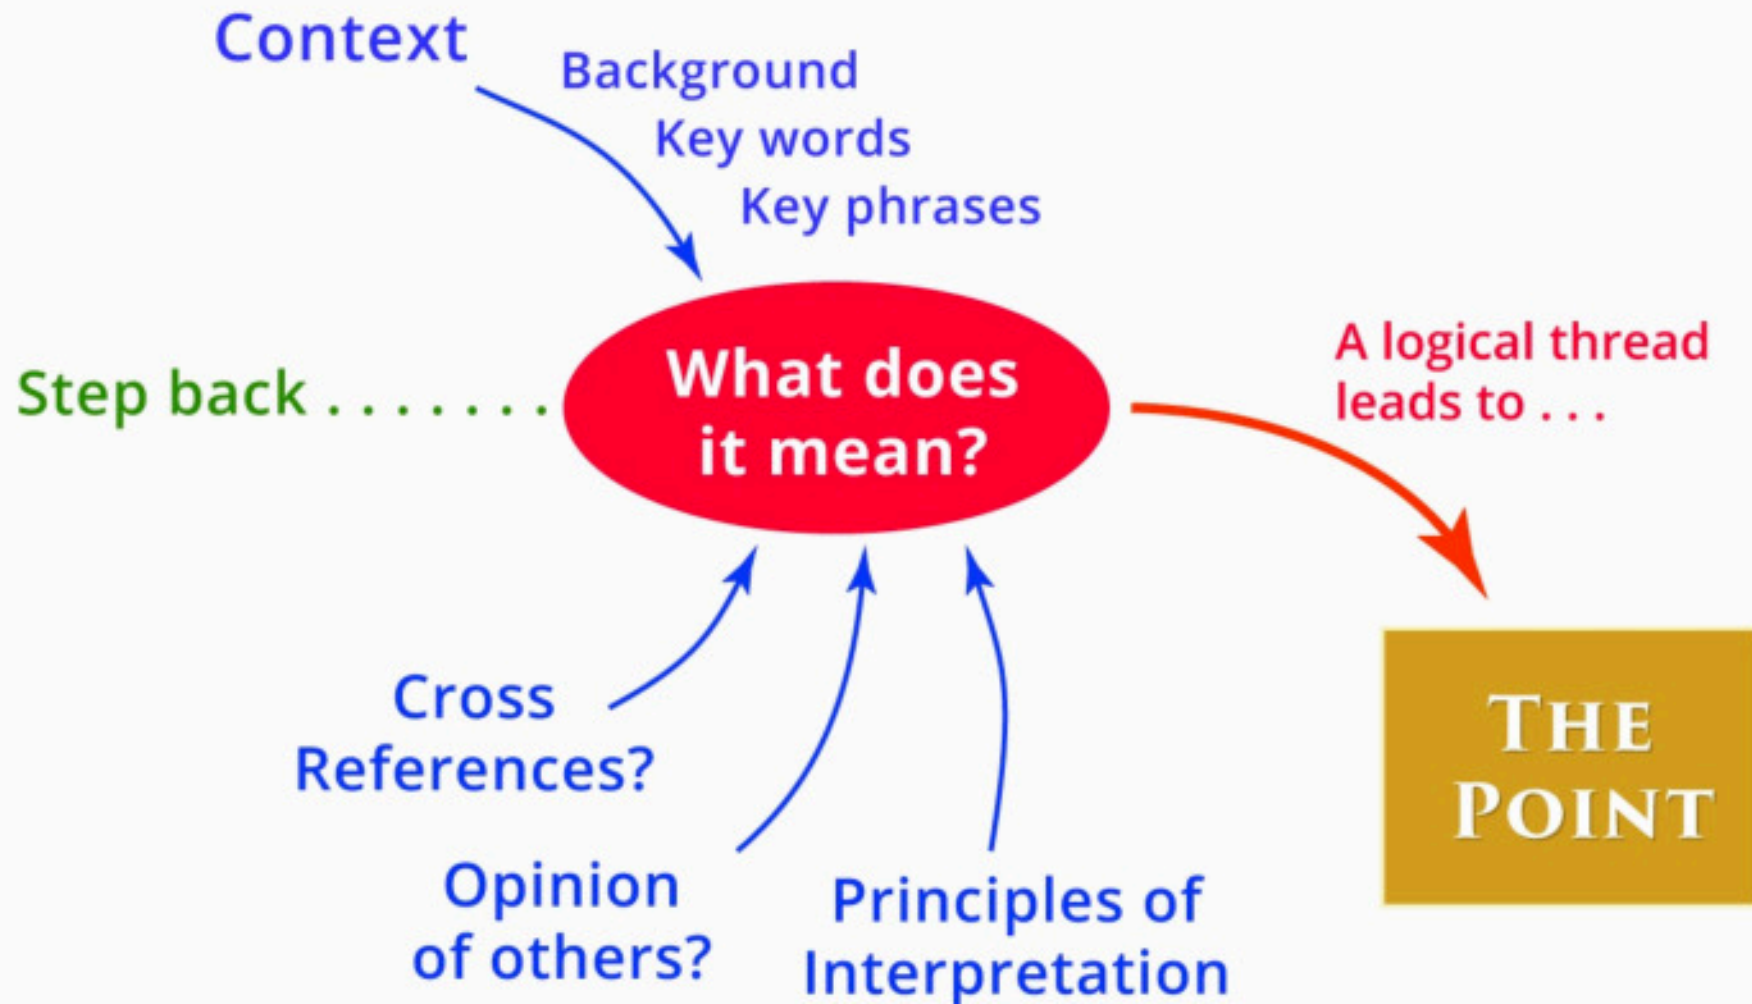 Context
Background
Key words
Key phrases
Step back . . . . . . .
What does
it mean?
A logical thread
leads to . . .
Cross
References?
Opinion
of others?
Principles of
Interpretation
THE
POINT